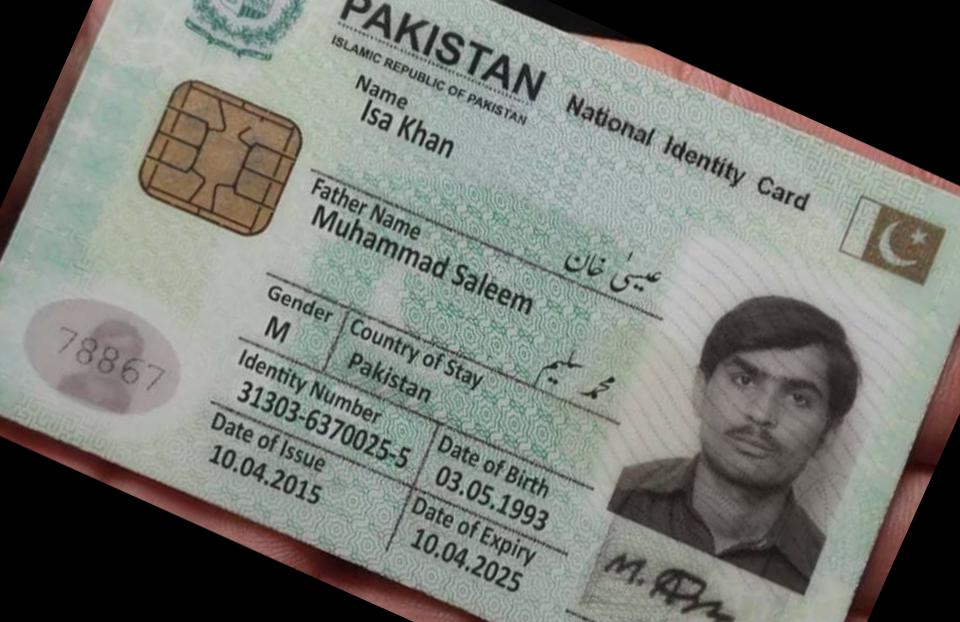 PAKISTAN
National Identity Card
ISLAMIC REPUBLIC OF PAKISTAN
Name
Isa Khan
عیسیٰ خان
Father Name
Muhammad Saleem
محمد سلیم
Gender
M
Country of Stay
Pakistan
Identity Number
31303-6370025-5
Date of Birth
03.05.1993
Date of Issue
10.04.2015
Date of Expiry
10.04.2025
78867